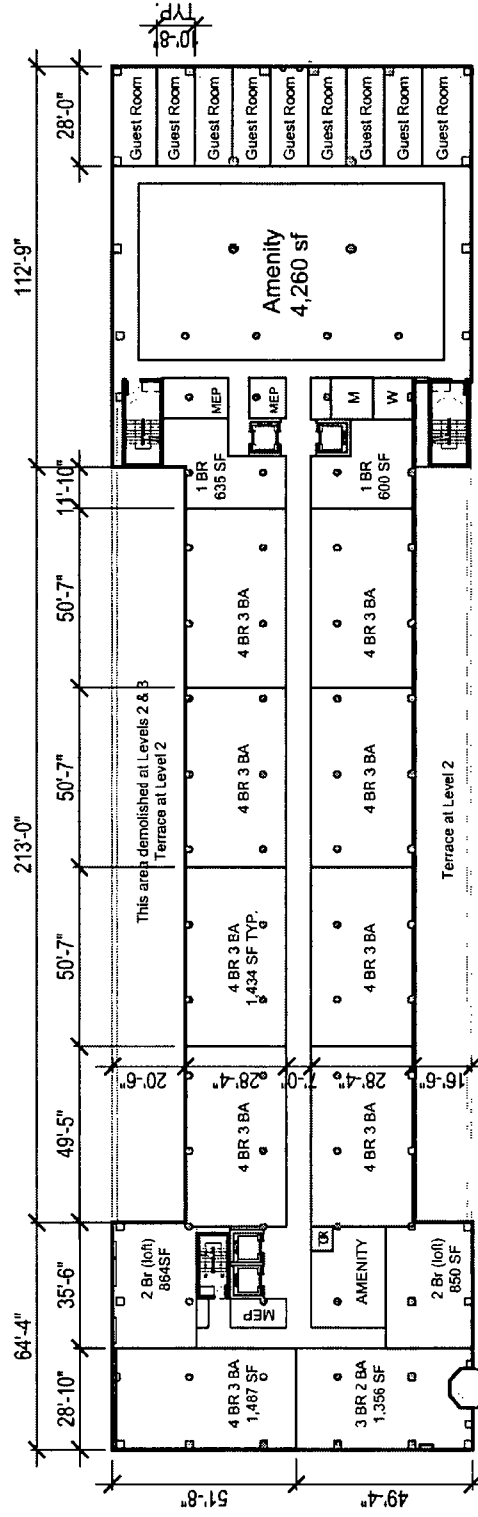 64'-4"
213'-0"
112'-9"
28'-10"
35'-6"
49'-5"
50'-7"
50'-7"
50'-7"
11'-10"
28'-0"
10'-8"
TYP.
This area demolished at Levels 2 & 3
Terrace at Level 2
51'-8"
49'-4"
20'-6"
28'-4"
7'-0"
28'-4"
16'-6"
2 Br (loft)
864SF
MEP
4 BR 3 BA
1,487 SF
3 BR 2 BA
1,356 SF
AMENITY
2 Br (loft)
850 SF
4 BR 3 BA
4 BR 3 BA
1,434 SF TYP.
4 BR 3 BA
4 BR 3 BA
1 BR
635 SF
MEP
MEP
4 BR 3 BA
4 BR 3 BA
4 BR 3 BA
4 BR 3 BA
1 BR
600 SF
M
W
Amenity
4,260 sf
Guest Room
Guest Room
Guest Room
Guest Room
Guest Room
Guest Room
Guest Room
Guest Room
Guest Room
Terrace at Level 2